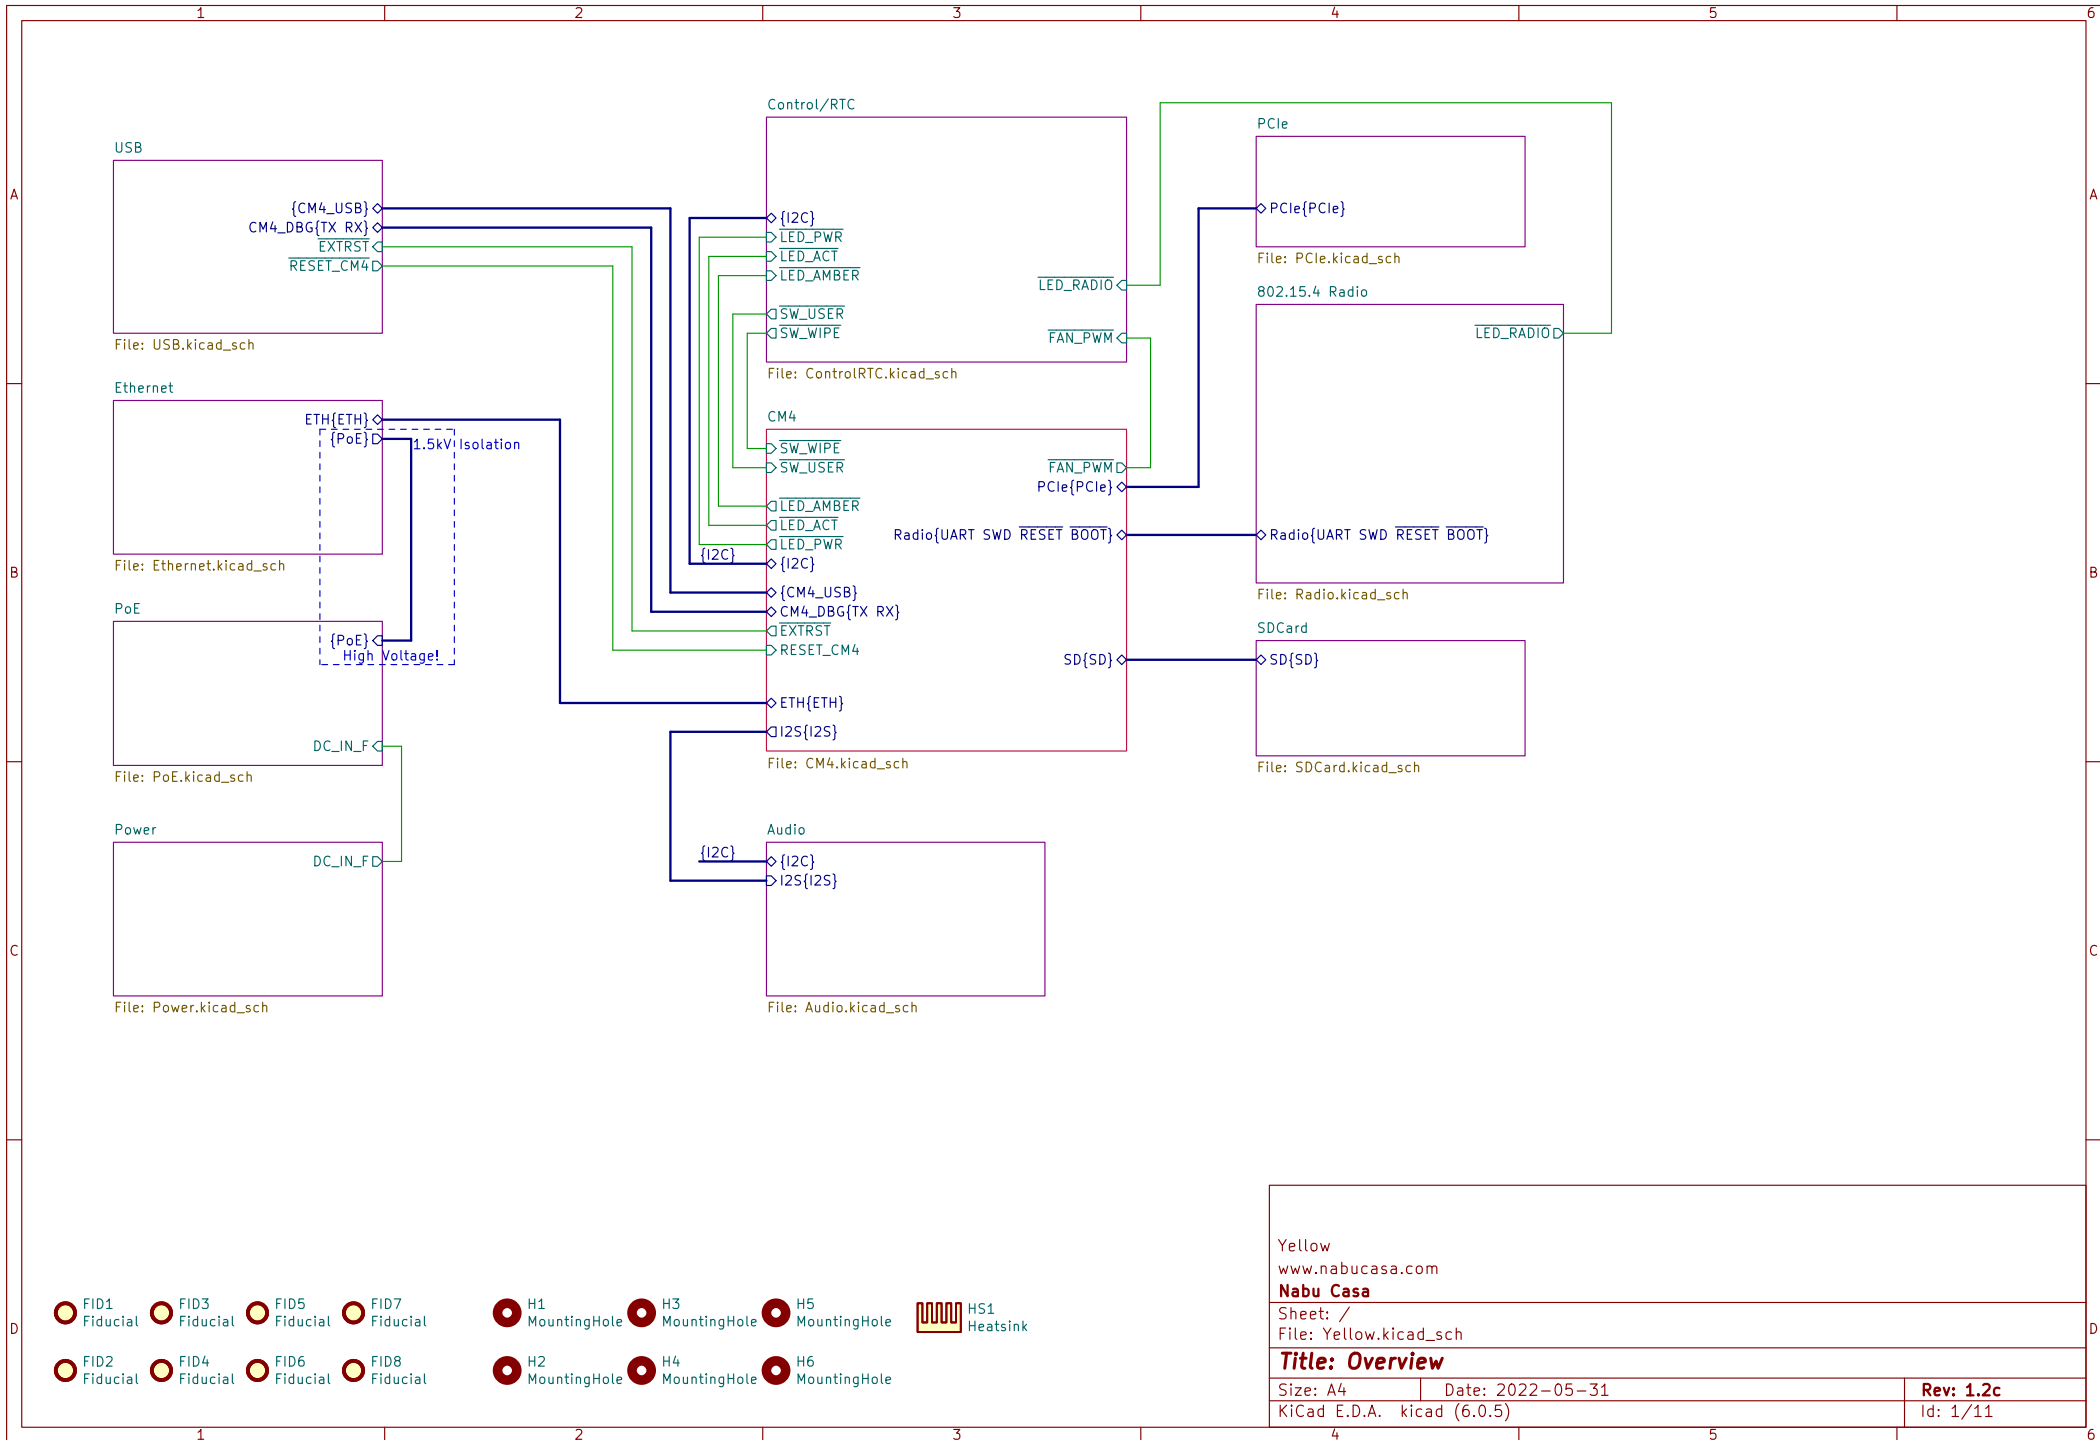 1 2 3 4 5 6
A
B
C
D
USB
{CM4_USB}
CM4_DBG{TX RX}
EXTRST
RESET_CM4
File: USB.kicad_sch
Ethernet
ETH{ETH}
{PoE}
1.5kV Isolation
File: Ethernet.kicad_sch
PoE
{PoE}
High Voltage!
DC_IN_F
File: PoE.kicad_sch
Power
DC_IN_F
File: Power.kicad_sch
Control/RTC
{I2C}
LED_PWR
LED_ACT
LED_AMBER
LED_RADIO
SW_USER
SW_WIPE
FAN_PWM
File: ControlRTC.kicad_sch
CM4
SW_WIPE
SW_USER
FAN_PWM
PCIe{PCIe}
LED_AMBER
LED_ACT
Radio{UART SWD RESET BOOT}
LED_PWR
{I2C}
{I2C}
{CM4_USB}
CM4_DBG{TX RX}
EXTRST
RESET_CM4
SD{SD}
ETH{ETH}
I2S{I2S}
File: CM4.kicad_sch
Audio
{I2C}
{I2C}
I2S{I2S}
File: Audio.kicad_sch
PCIe
PCIe{PCIe}
File: PCIe.kicad_sch
802.15.4 Radio
LED_RADIO
Radio{UART SWD RESET BOOT}
File: Radio.kicad_sch
SDCard
SD{SD}
File: SDCard.kicad_sch
A
B
C
D
FID1
Fiducial
FID3
Fiducial
FID5
Fiducial
FID7
Fiducial
H1
MountingHole
H3
MountingHole
H5
MountingHole
HS1
Heatsink
FID2
Fiducial
FID4
Fiducial
FID6
Fiducial
FID8
Fiducial
H2
MountingHole
H4
MountingHole
H6
MountingHole
Yellow
www.nabucasa.com
Nabu Casa
Sheet: /
File: Yellow.kicad_sch
Title: Overview
Size: A4
Date: 2022-05-31
Rev: 1.2c
KiCad E.D.A. kicad (6.0.5)
Id: 1/11
1 2 3 4 5 6